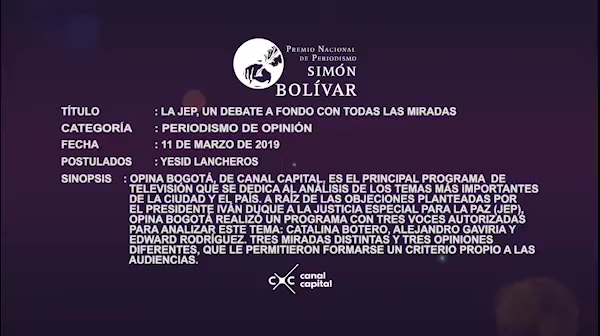 PREMIO NACIONAL
DE PERIODISMO
SIMÓN
BOLÍVAR
TÍTULO : LA JEP, UN DEBATE A FONDO CON TODAS LAS MIRADAS
CATEGORÍA : PERIODISMO DE OPINIÓN
FECHA : 11 DE MARZO DE 2019
POSTULADOS : YESID LANCHEROS
SINOPSIS : OPINA BOGOTÁ, DE CANAL CAPITAL, ES EL PRINCIPAL PROGRAMA DE
TELEVISIÓN QUE SE DEDICA AL ANÁLISIS DE LOS TEMAS MÁS IMPORTANTES
DE LA CIUDAD Y EL PAÍS. A RAÍZ DE LAS OBJECIONES PLANTEADAS POR
EL PRESIDENTE IVÁN DUQUE A LA JUSTICIA ESPECIAL PARA LA PAZ (JEP),
OPINA BOGOTÁ REALIZÓ UN PROGRAMA CON TRES VOCES AUTORIZADAS
PARA ANALIZAR ESTE TEMA: CATALINA BOTERO, ALEJANDRO GAVIRIA Y
EDWARD RODRÍGUEZ. TRES MIRADAS DISTINTAS Y TRES OPINIONES
DIFERENTES, QUE LE PERMITIERON FORMARSE UN CRITERIO PROPIO A LAS
AUDIENCIAS.
canal
capital